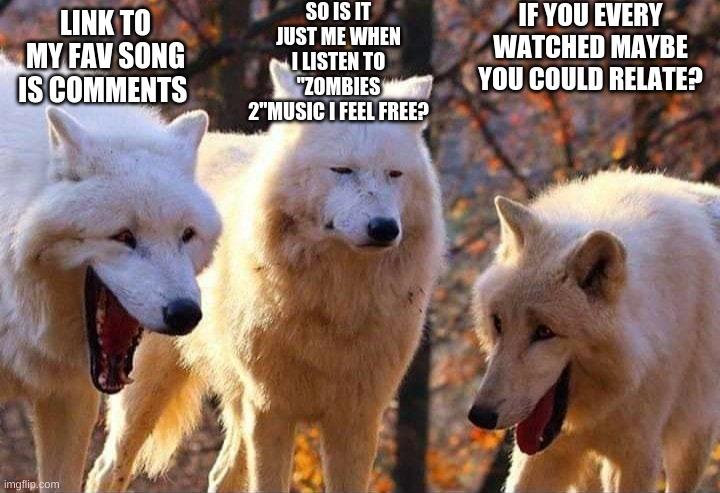 LINK TO
MY FAV SONG
IS COMMENTS
SO IS IT
JUST ME WHEN
I LISTEN TO
"ZOMBIES
2"MUSIC I FEEL FREE?
IF YOU EVERY
WATCHED MAYBE
YOU COULD RELATE?
imgflip.com